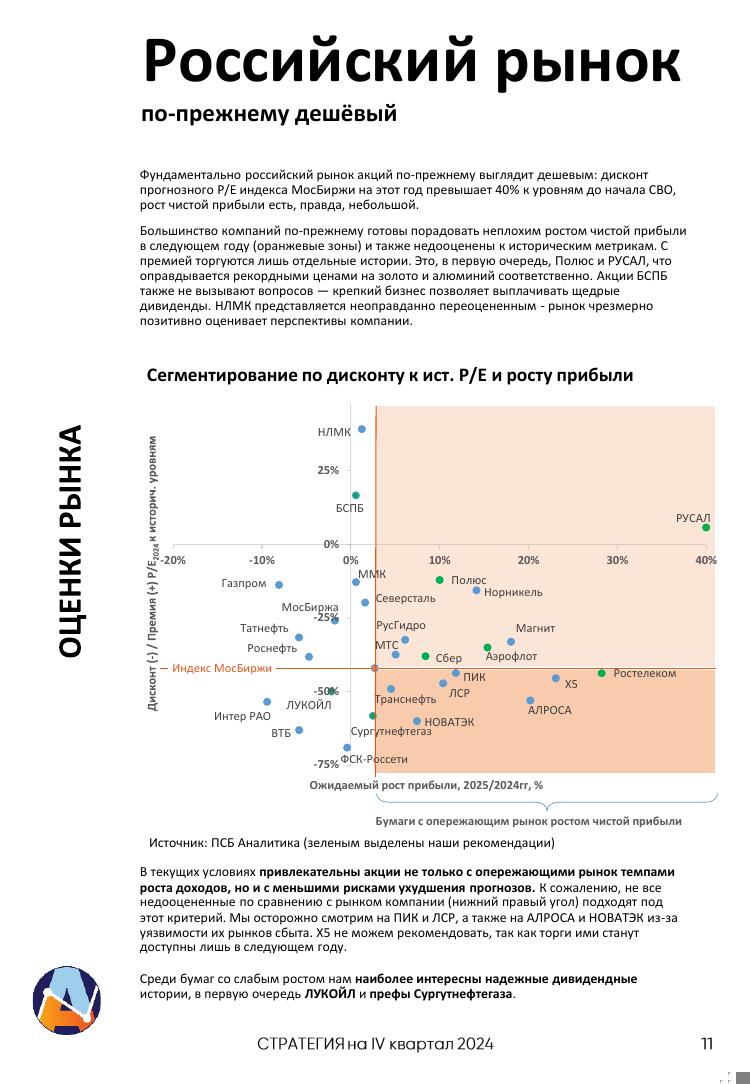 Российский рынок
по-прежнему дешёвый
Фундаментально российский рынок акций по-прежнему выглядит дешевым: дисконт
прогнозного P/E индекса МосБиржи на этот год превышает 40% к уровням до начала СВО,
рост чистой прибыли есть, правда, небольшой.
Большинство компаний по-прежнему готовы порадовать неплохим ростом чистой прибыли
в следующем году (оранжевые зоны) и также недооценены к историческим метрикам. С
премией торгуются лишь отдельные истории. Это, в первую очередь, Полюс и РУСАЛ, что
оправдывается рекордными ценами на золото и алюминий соответственно. Акции БСПБ
также не вызывают вопросов — крепкий бизнес позволяет выплачивать щедрые
дивиденды. НЛМК представляется неоправданно переоцененным - рынок чрезмерно
позитивно оценивает перспективы компании.
ОЦЕНКИ РЫНКА
Сегментирование по дисконту к ист. P/E и росту прибыли
Дисконт (-) / Премия (+) P/E2024 к историч. уровням
НЛМК
25%
БСПБ
РУСАЛ
0%
-20%
-10%
0%
10%
20%
30%
40%
ММК
Газпром
Полюс
Норникель
Северсталь
МосБиржа
-25%
РусГидро
Татнефть
Магнит
МТС
Роснефть
Сбер
Аэрофлот
Индекс МосБиржи
ПИК
Ростелеком
Х5
-50%
ЛСР
Транснефть
ЛУКОЙЛ
АЛРОСА
Интер РАО
НОВАТЭК
ВТБ
Сургутнефтегаз
ФСК-Россети
-75%
Ожидаемый рост прибыли, 2025/2024гг, %
Бумаги с опережающим рынок ростом чистой прибыли
Источник: ПСБ Аналитика (зеленым выделены наши рекомендации)
В текущих условиях привлекательны акции не только с опережающими рынок темпами
роста доходов, но и с меньшими рисками ухудшения прогнозов. К сожалению, не все
недооцененные по сравнению с рынком компании (нижний правый угол) подходят под
этот критерий. Мы осторожно смотрим на ПИК и ЛСР, а также на АЛРОСА и НОВАТЭК из-за
уязвимости их рынков сбыта. Х5 не можем рекомендовать, так как торги ими станут
доступны лишь в следующем году.
Среди бумаг со слабым ростом нам наиболее интересны надежные дивидендные
истории, в первую очередь ЛУКОЙЛ и префы Сургутнефтегаза.
СТРАТЕГИЯ на IV квартал 2024
11